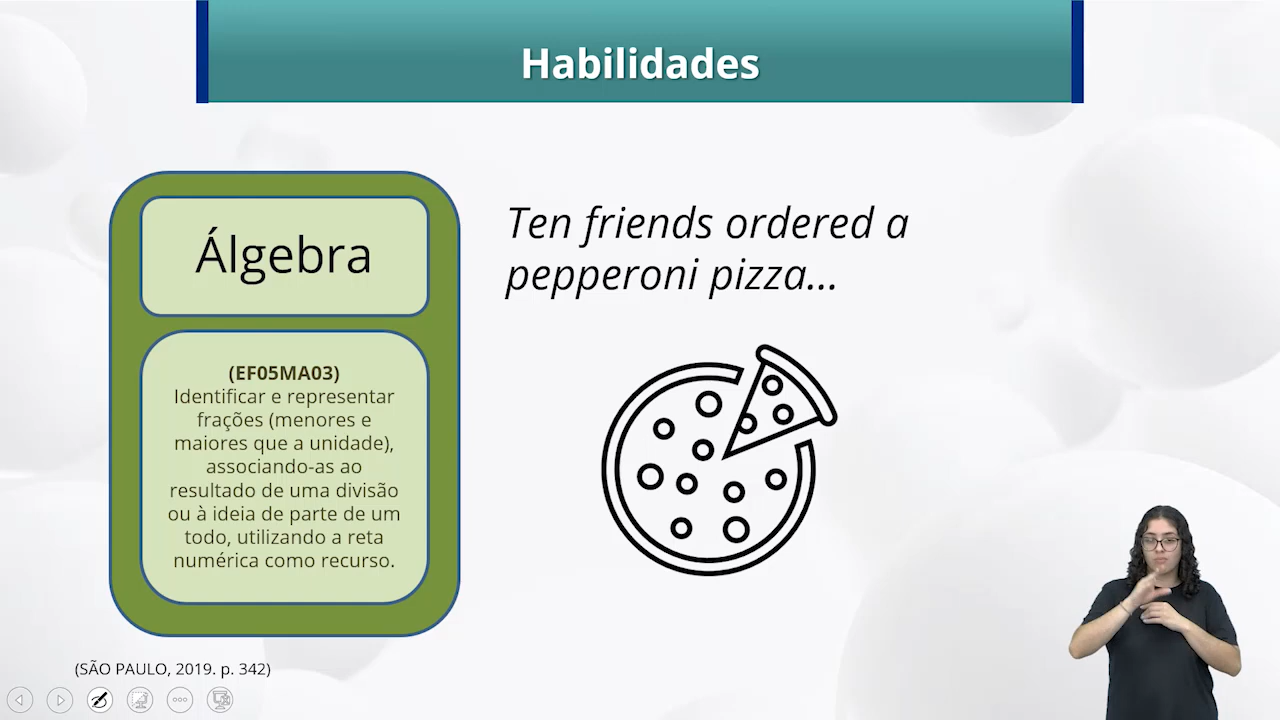 Habilidades
Álgebra
(EF05MA03)
Identificar e representar
frações (menores e
maiores que a unidade),
associando-as ao
resultado de uma divisão
ou à ideia de parte de um
todo, utilizando a reta
numérica como recurso.
(SÃO PAULO, 2019. p. 342)
Ten friends ordered a
pepperoni pizza...